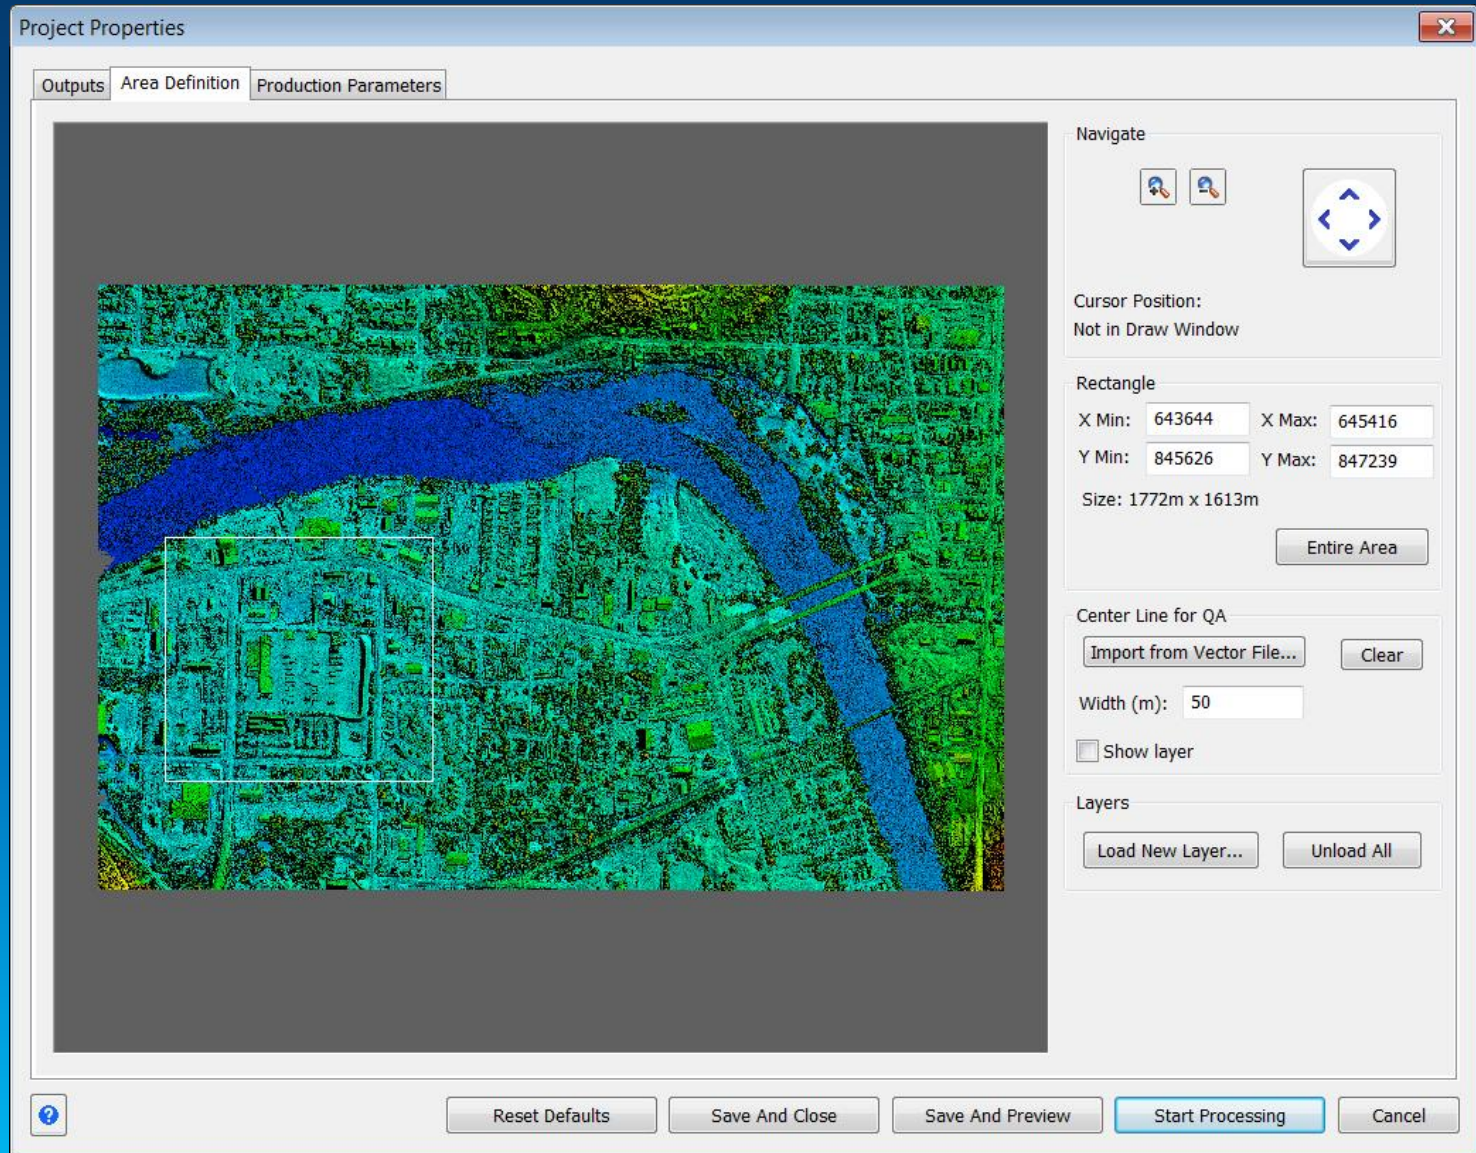 Project Properties
Outputs Area Definition Production Parameters
Navigate
Cursor Position:
Not in Draw Window
Rectangle
X Min: 643644 X Max: 645416
Y Min: 845626 Y Max: 847239
Size: 1772m x 1613m
Entire Area
Center Line for QA
Import from Vector File... Clear
Width (m): 50
Show layer
Layers
Load New Layer... Unload All
? Reset Defaults Save And Close Save And Preview Start Processing Cancel